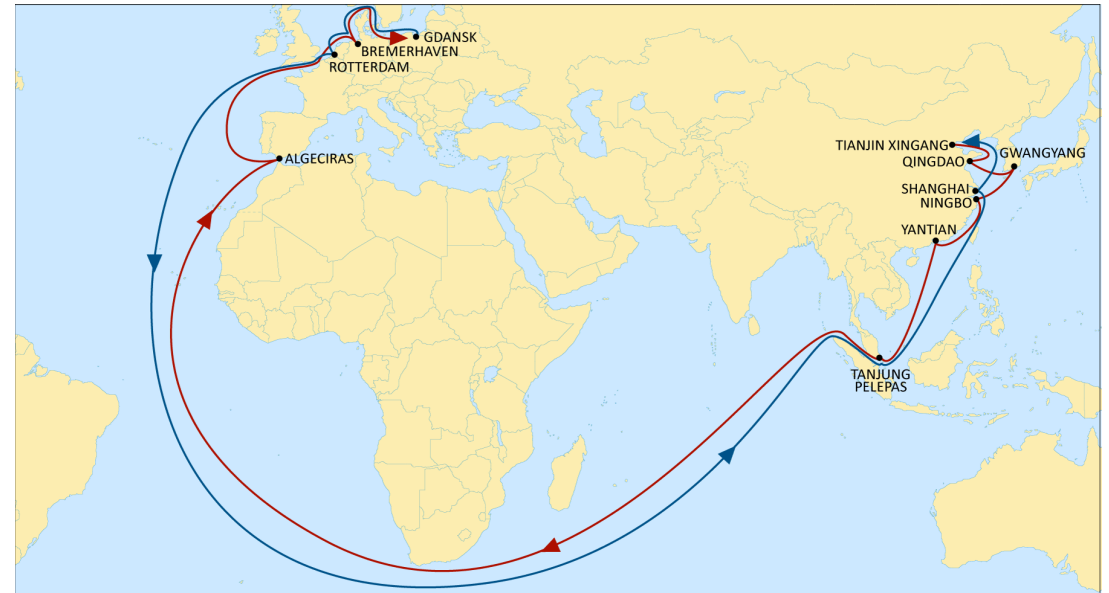 GDANSK
BREMERHAVEN
ROTTERDAM
ALGECIRAS
TIANJIN XINGANG
GWANGYANG
QINGDAO
SHANGHAI
NINGBO
YANTIAN
TANJUNG
PELEPAS